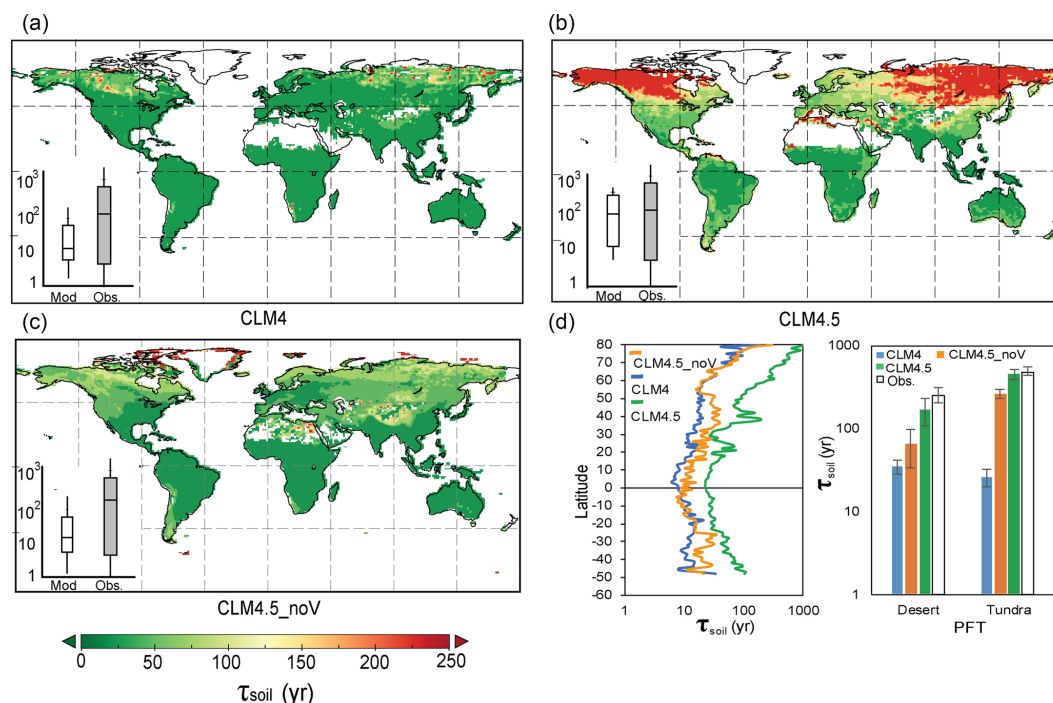 (a)
(b)
10³
10²
10
1
Mod Obs.
CLM4
10³
10²
10
1
Mod Obs.
CLM4.5
(c)
(d)
10³
10²
10
1
Mod Obs.
CLM4.5_noV
0 50 75 150 200 250
τsoil (yr)
Latitude
80
70
60
50
40
30
20
10
0
-10
-20
-30
-40
-50
-60
CLM4.5_noV
CLM4
CLM4.5
1 10 100 1000
τsoil (yr)
τsoil (yr)
1000
100
10
1
CLM4 CLM4.5_noV
CLM4.5
Obs.
Desert Tundra
PFT